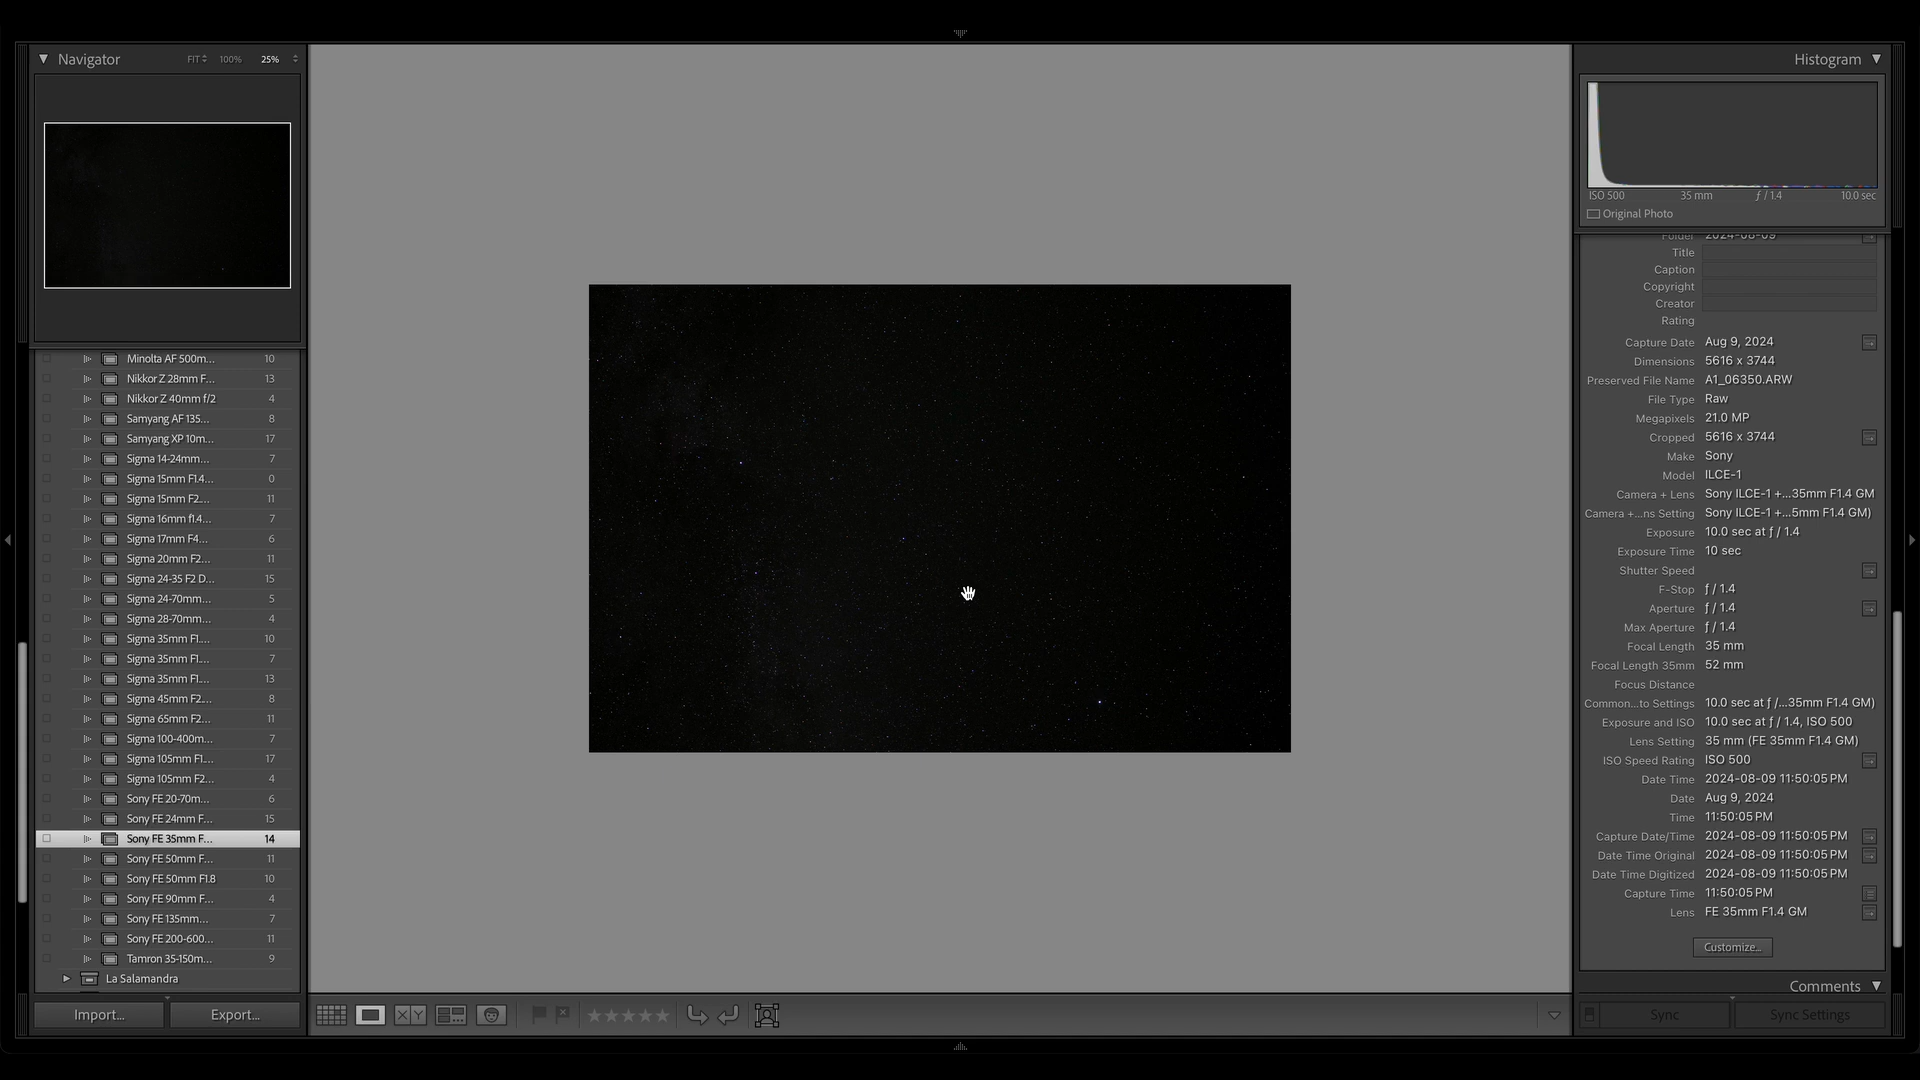 Navigator
FIT 100% 25%
Minolta AF 500m... 10
Nikkor Z 28mm F... 13
Nikkor Z 40mm f/2 4
Samyang AF 135... 8
Samyang XP 10m... 17
Sigma 14-24mm... 7
Sigma 15mm F1.4... 0
Sigma 15mm F2.... 11
Sigma 16mm f1.4... 7
Sigma 17mm F4... 6
Sigma 20mm F2... 11
Sigma 24-35 F2 D... 15
Sigma 24-70mm... 5
Sigma 28-70mm... 4
Sigma 35mm F1.... 10
Sigma 35mm F1.... 7
Sigma 35mm F1.... 13
Sigma 45mm F2.... 8
Sigma 65mm F2... 11
Sigma 100-400m... 7
Sigma 105mm F1... 17
Sigma 105mm F2... 4
Sony FE 20-70m... 6
Sony FE 24mm F... 15
Sony FE 35mm F... 14
Sony FE 50mm F... 11
Sony FE 50mm F1.8 10
Sony FE 90mm F... 4
Sony FE 135mm... 7
Sony FE 200-600... 11
Tamron 35-150m... 9
La Salamandra
Import... Export...
X Y
Histogram
ISO 500 35 mm ƒ / 1.4 10.0 sec
Original Photo
Folder 2024-08-09
Title
Caption
Copyright
Creator
Rating
Capture Date Aug 9, 2024
Dimensions 5616 x 3744
Preserved File Name A1_06350.ARW
File Type Raw
Megapixels 21.0 MP
Cropped 5616 x 3744
Make Sony
Model ILCE-1
Camera + Lens Sony ILCE-1 +...35mm F1.4 GM
Camera +...ns Setting Sony ILCE-1 +...5mm F1.4 GM)
Exposure 10.0 sec at ƒ / 1.4
Exposure Time 10 sec
Shutter Speed
F-Stop ƒ / 1.4
Aperture ƒ / 1.4
Max Aperture ƒ / 1.4
Focal Length 35 mm
Focal Length 35mm 52 mm
Focus Distance
Common...to Settings 10.0 sec at ƒ /...35mm F1.4 GM)
Exposure and ISO 10.0 sec at ƒ / 1.4, ISO 500
Lens Setting 35 mm (FE 35mm F1.4 GM)
ISO Speed Rating ISO 500
Date Time 2024-08-09 11:50:05 PM
Date Aug 9, 2024
Time 11:50:05 PM
Capture Date/Time 2024-08-09 11:50:05 PM
Date Time Original 2024-08-09 11:50:05 PM
Date Time Digitized 2024-08-09 11:50:05 PM
Capture Time 11:50:05 PM
Lens FE 35mm F1.4 GM
Customize...
Comments
Sync Sync Settings